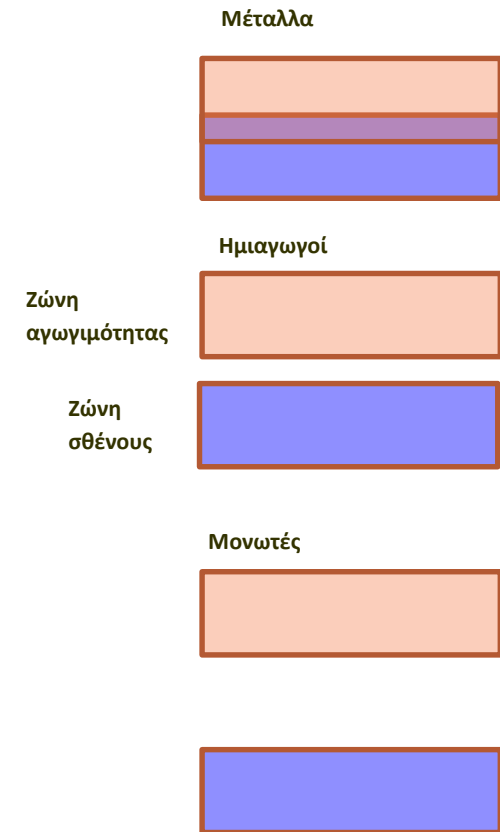 Μέταλλα
Ημιαγωγοί
Ζώνη
αγωγιμότητας
Ζώνη
σθένους
Μονωτές